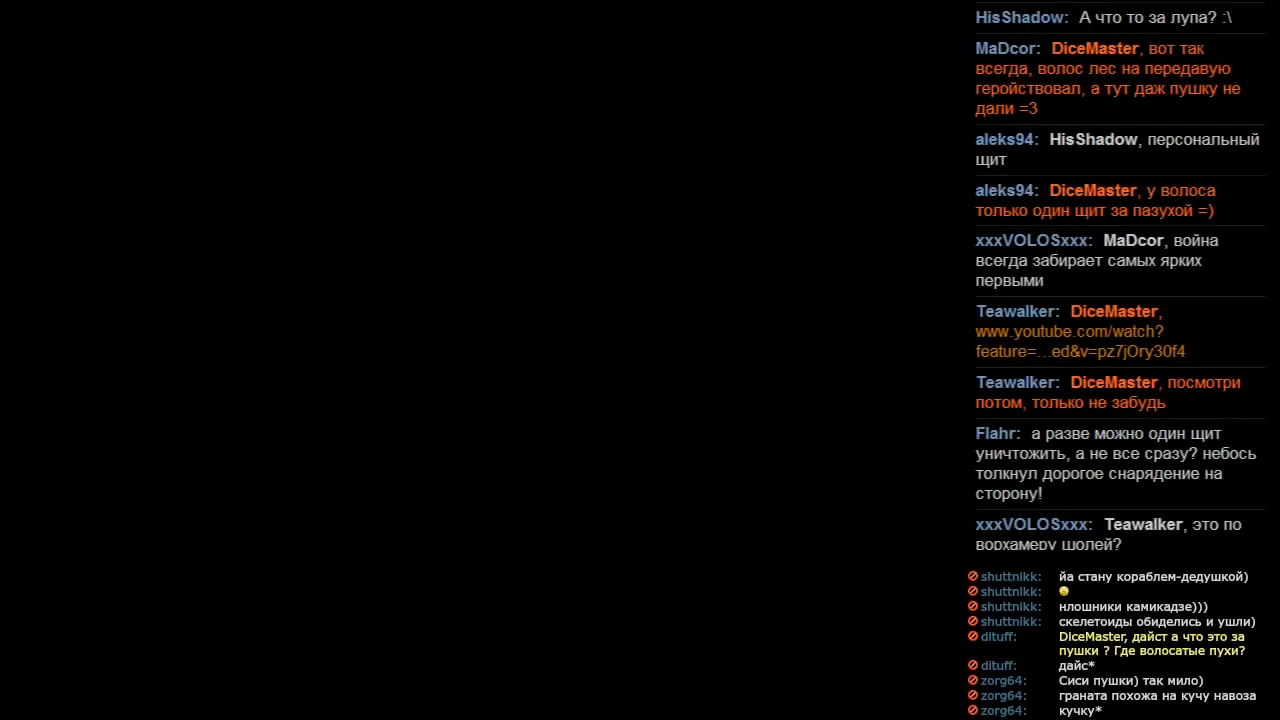 HisShadow: А что то за лупа? :\
MaDcor: DiceMaster, вот так
всегда, волос лес на передавую
геройствовал, а тут даж пушку не
дали =3
aleks94: HisShadow, персональный
щит
aleks94: DiceMaster, у волоса
только один щит за пазухой =)
xxxVOLOSxxx: MaDcor, война
всегда забирает самых ярких
первыми
Teawalker: DiceMaster,
www.youtube.com/watch?
feature=...ed&v=pz7jOry30f4
Teawalker: DiceMaster, посмотри
потом, только не забудь
Flahr: а разве можно один щит
уничтожить, а не все сразу? небось
толкнул дорогое снарядение на
сторону!
xxxVOLOSxxx: Teawalker, это по
ворхамеру шолей?
shuttnikk: йа стану кораблем-дедушкой)
shuttnikk:
shuttnikk: нлошники камикадзе)))
shuttnikk: скелетоиды обиделись и ушли)
dituff: DiceMaster, дайст а что это за
пушки ? Где волосатые пухи?
dituff: дайс*
zorg64: Сиси пушки) так мило)
zorg64: граната похожа на кучу навоза
zorg64: кучку*